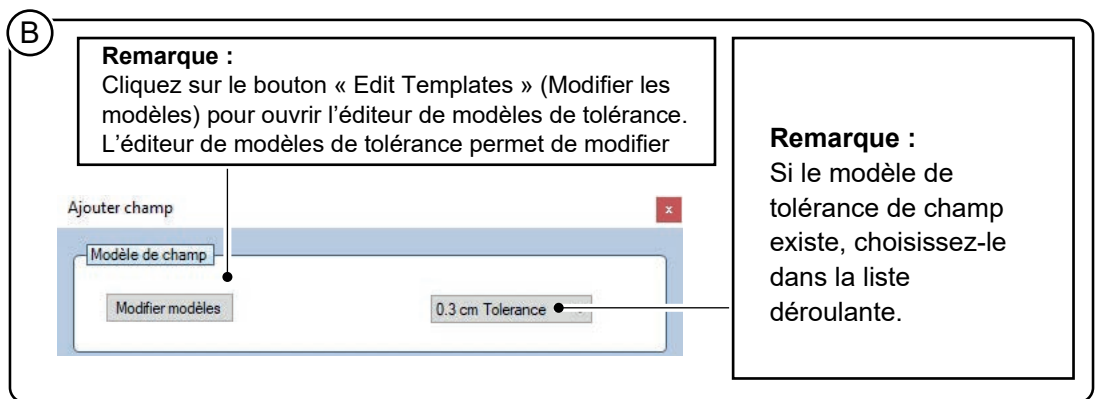 B
Remarque :
Cliquez sur le bouton « Edit Templates » (Modifier les
modèles) pour ouvrir l’éditeur de modèles de tolérance.
L’éditeur de modèles de tolérance permet de modifier
Remarque :
Si le modèle de
tolérance de champ
existe, choisissez-le
dans la liste
déroulante.
Ajouter champ
x
Modèle de champ
Modifier modèles
0.3 cm Tolerance